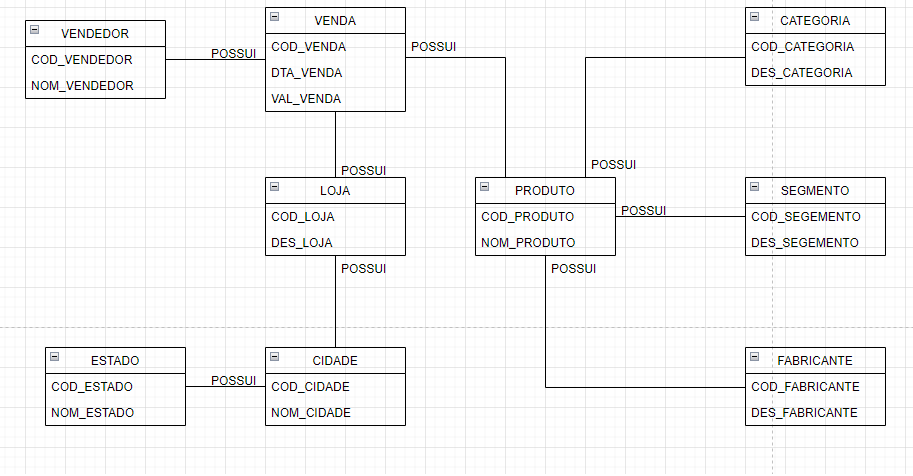 VENDEDOR
COD_VENDEDOR
NOM_VENDEDOR
POSSUI
VENDA
COD_VENDA
DTA_VENDA
VAL_VENDA
POSSUI
CATEGORIA
COD_CATEGORIA
DES_CATEGORIA
POSSUI
POSSUI
LOJA
COD_LOJA
DES_LOJA
PRODUTO
COD_PRODUTO
NOM_PRODUTO
POSSUI
SEGMENTO
COD_SEGEMENTO
DES_SEGEMENTO
POSSUI
POSSUI
ESTADO
COD_ESTADO
NOM_ESTADO
POSSUI
CIDADE
COD_CIDADE
NOM_CIDADE
FABRICANTE
COD_FABRICANTE
DES_FABRICANTE